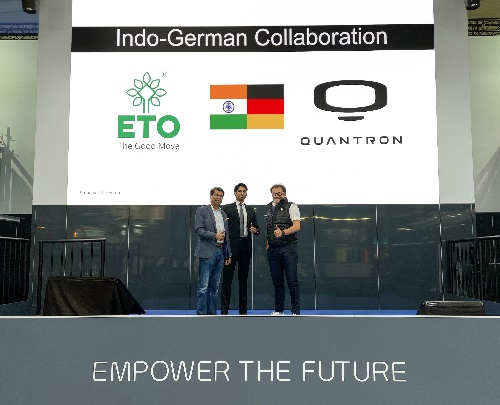 Indo-German Collaboration
ETO
The Good Move
QUANTRON
EMPOWER THE FUTURE